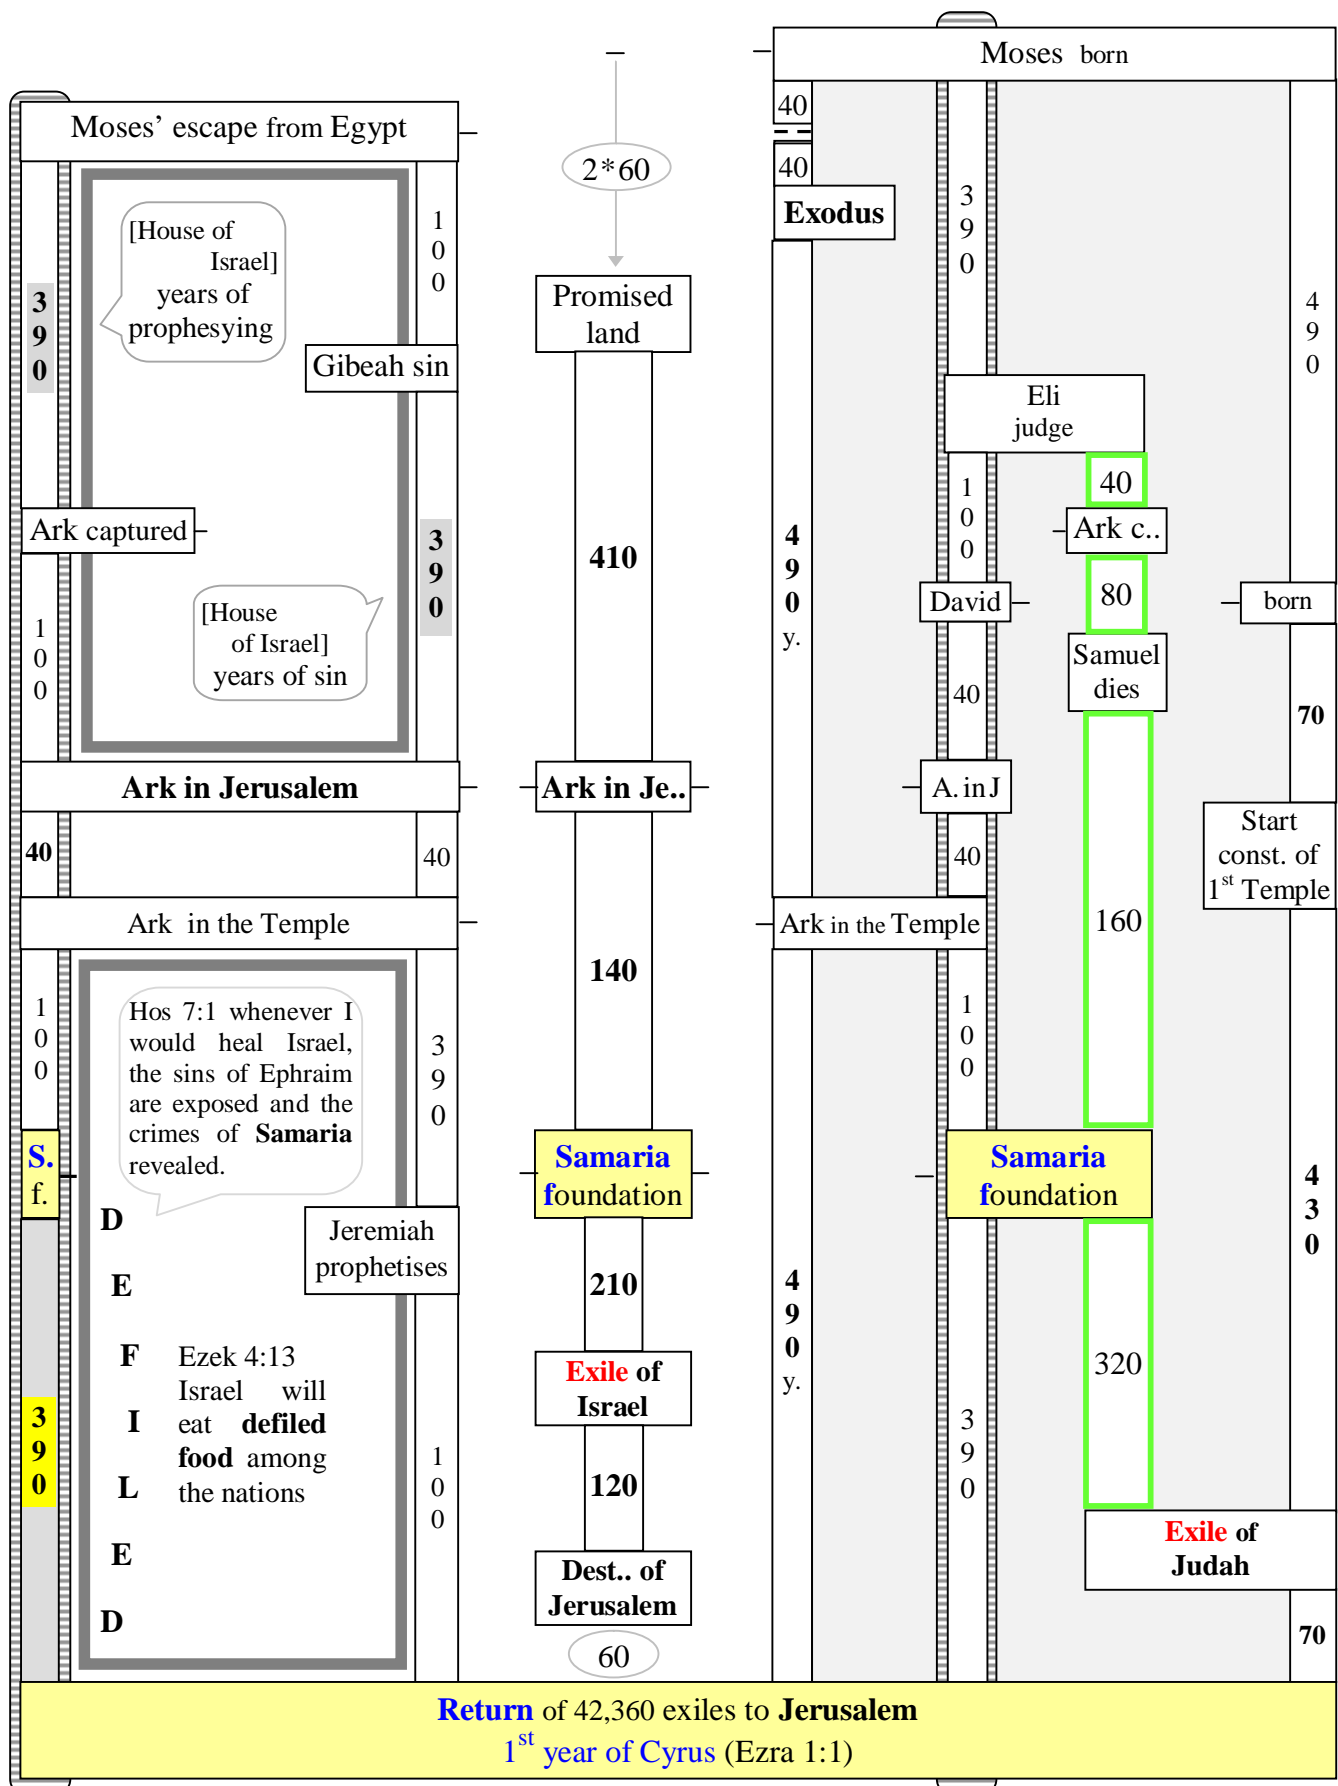 Moses born
Moses’ escape from Egypt
2*60
40
40
Exodus
3
9
0
4
9
0
[House of
Israel]
years of
prophesying
1
0
0
3
9
0
Promised
land
Gibeah sin
Eli
judge
40
Ark captured
Ark c..
1
0
0
410
4
9
0
y.
3
9
0
[House
of Israel]
years of sin
1
0
0
David
80
born
Samuel
dies
40
70
Ark in Jerusalem
Ark in Je..
A. in J
40
40
40
Start
const. of
1st Temple
Ark in the Temple
Ark in the Temple
160
140
1
0
0
Hos 7:1 whenever I
would heal Israel,
the sins of Ephraim
are exposed and the
crimes of Samaria
revealed.
3
9
0
1
0
0
S.
f.
Samaria
foundation
Samaria
foundation
4
3
0
D
E
F
I
L
E
D
Jeremiah
prophetises
210
4
9
0
y.
320
Ezek 4:13
Israel will
eat defiled
food among
the nations
Exile of
Israel
3
9
0
1
0
0
120
3
9
0
Exile of
Judah
Dest.. of
Jerusalem
60
70
Return of 42,360 exiles to Jerusalem
1st year of Cyrus (Ezra 1:1)